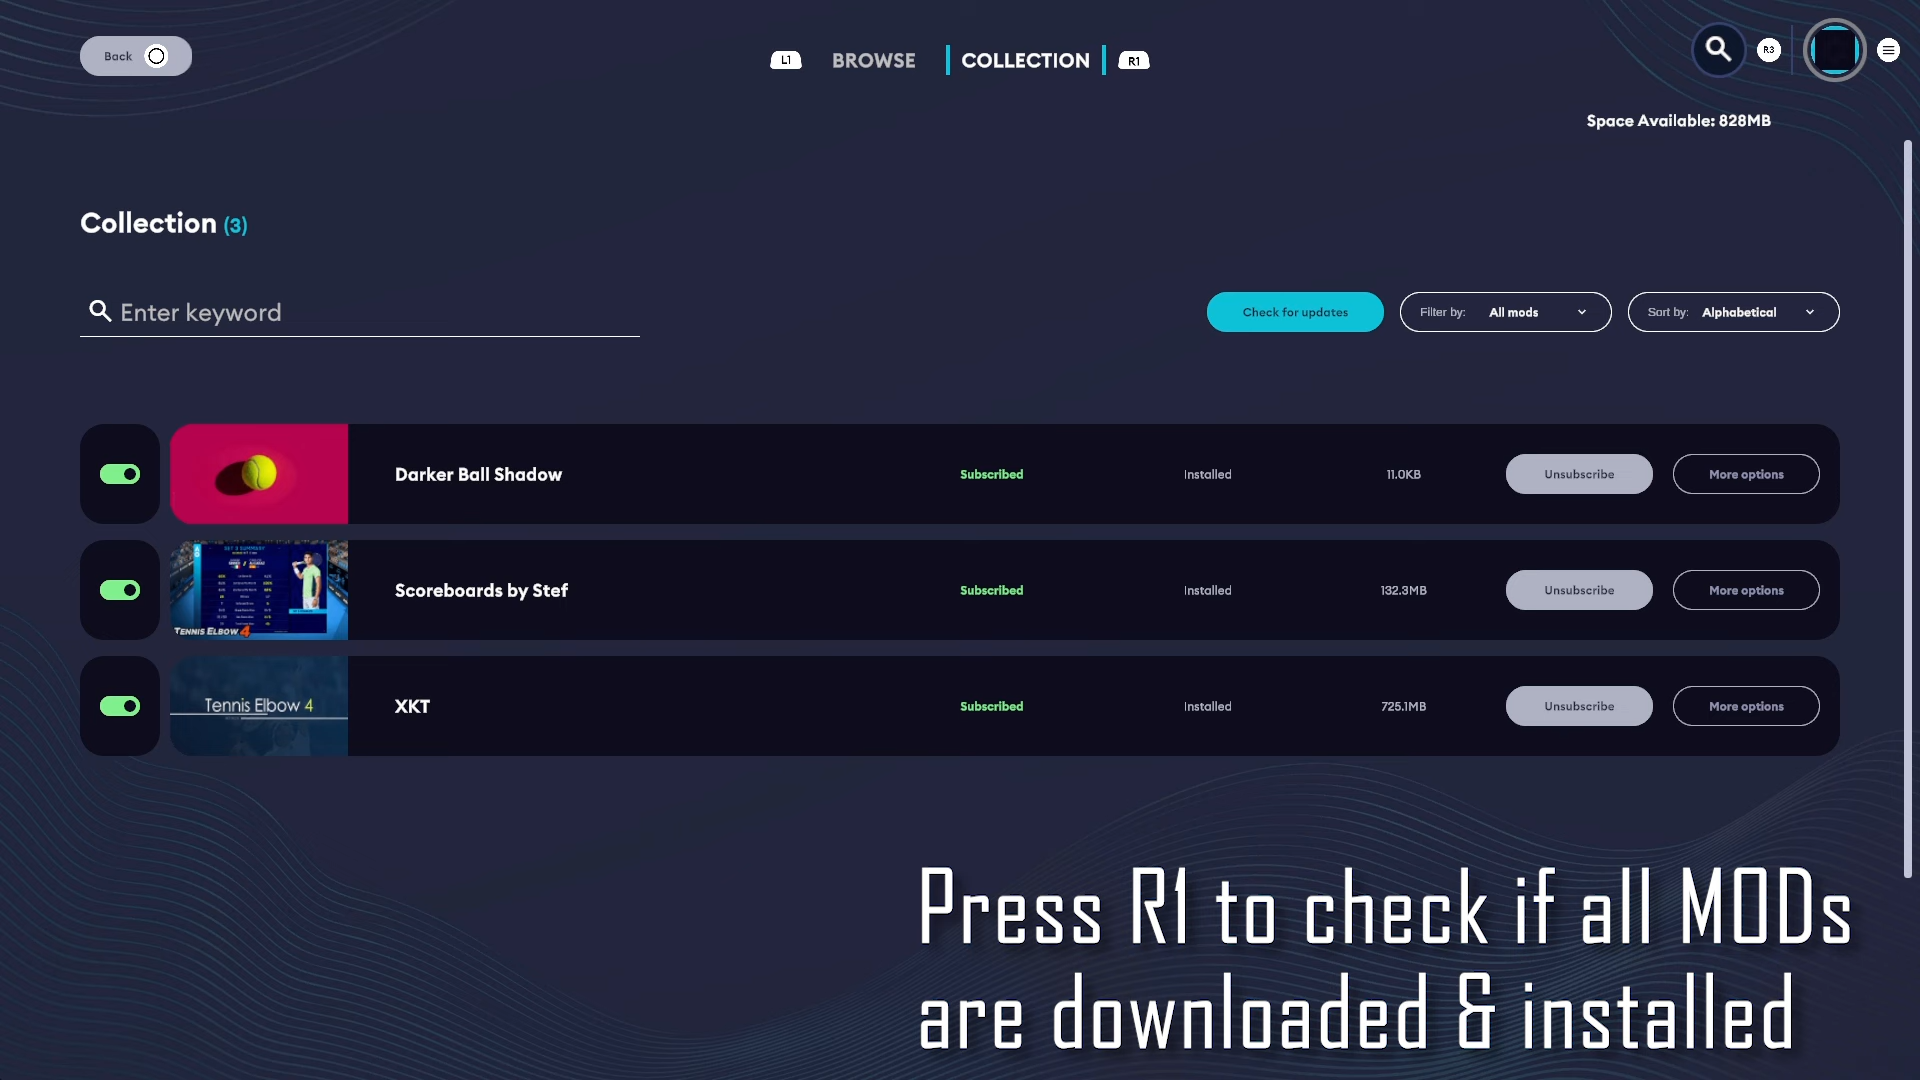 Back
L1 BROWSE COLLECTION R1
R3
Space Available: 828MB
Collection (3)
Enter keyword
Check for updates
Filter by: All mods
Sort by: Alphabetical
Darker Ball Shadow Subscribed Installed 11.0KB Unsubscribe More options
SET 3 SUMMARY
TENNIS ELBOW 4
Scoreboards by Stef Subscribed Installed 132.3MB Unsubscribe More options
Tennis Elbow 4
XKT Subscribed Installed 725.1MB Unsubscribe More options
Press R1 to check if all MODs
are downloaded & installed